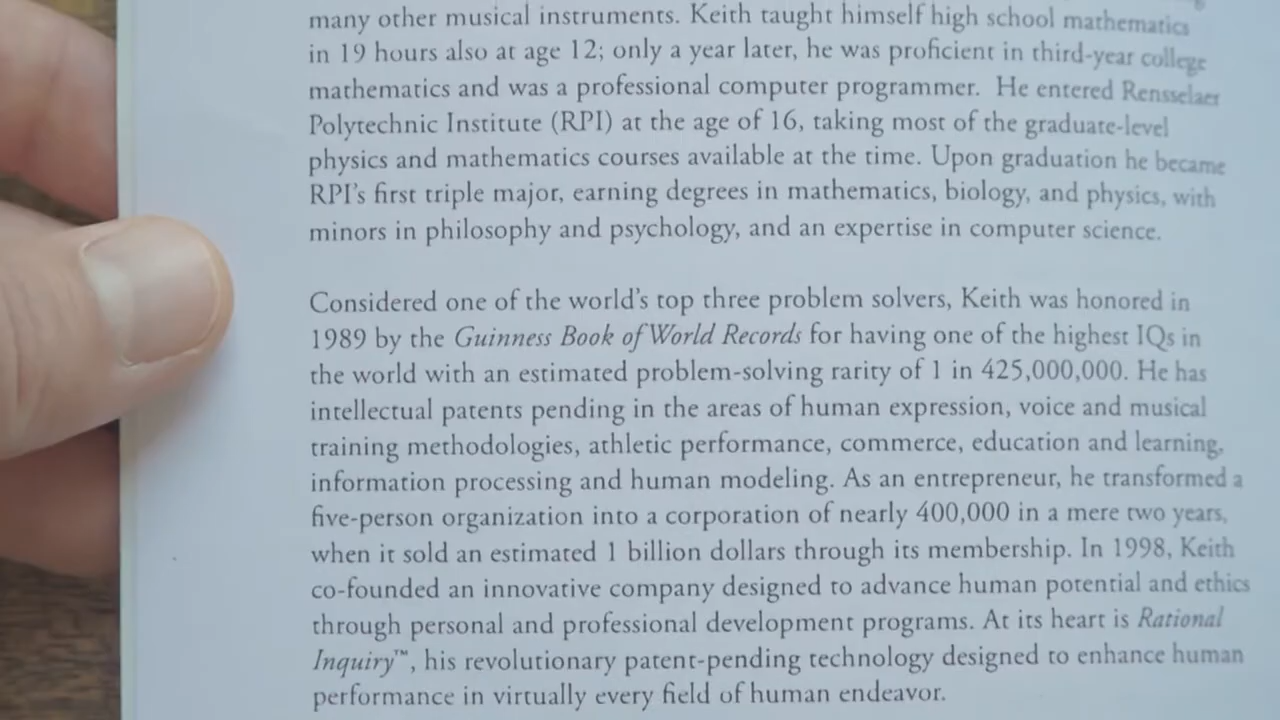 many other musical instruments. Keith taught himself high school mathematics
in 19 hours also at age 12; only a year later, he was proficient in third-year college
mathematics and was a professional computer programmer. He entered Rensselaer
Polytechnic Institute (RPI) at the age of 16, taking most of the graduate-level
physics and mathematics courses available at the time. Upon graduation he became
RPI's first triple major, earning degrees in mathematics, biology, and physics, with
minors in philosophy and psychology, and an expertise in computer science.
Considered one of the world's top three problem solvers, Keith was honored in
1989 by the Guinness Book of World Records for having one of the highest IQs in
the world with an estimated problem-solving rarity of 1 in 425,000,000. He has
intellectual patents pending in the areas of human expression, voice and musical
training methodologies, athletic performance, commerce, education and learning,
information processing and human modeling. As an entrepreneur, he transformed a
five-person organization into a corporation of nearly 400,000 in a mere two years,
when it sold an estimated 1 billion dollars through its membership. In 1998, Keith
co-founded an innovative company designed to advance human potential and ethics
through personal and professional development programs. At its heart is Rational
Inquiry™, his revolutionary patent-pending technology designed to enhance human
performance in virtually every field of human endeavor.